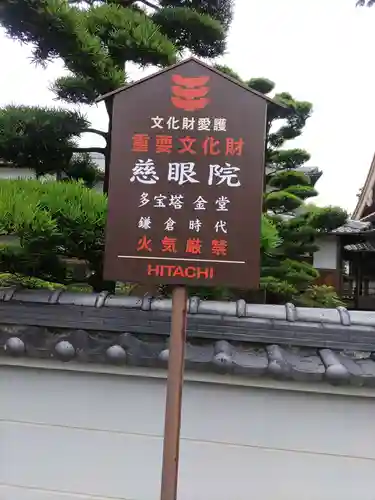 文化財愛護
重要文化財
慈眼院
多宝塔金堂
鎌倉時代
火気厳禁
HITACHI